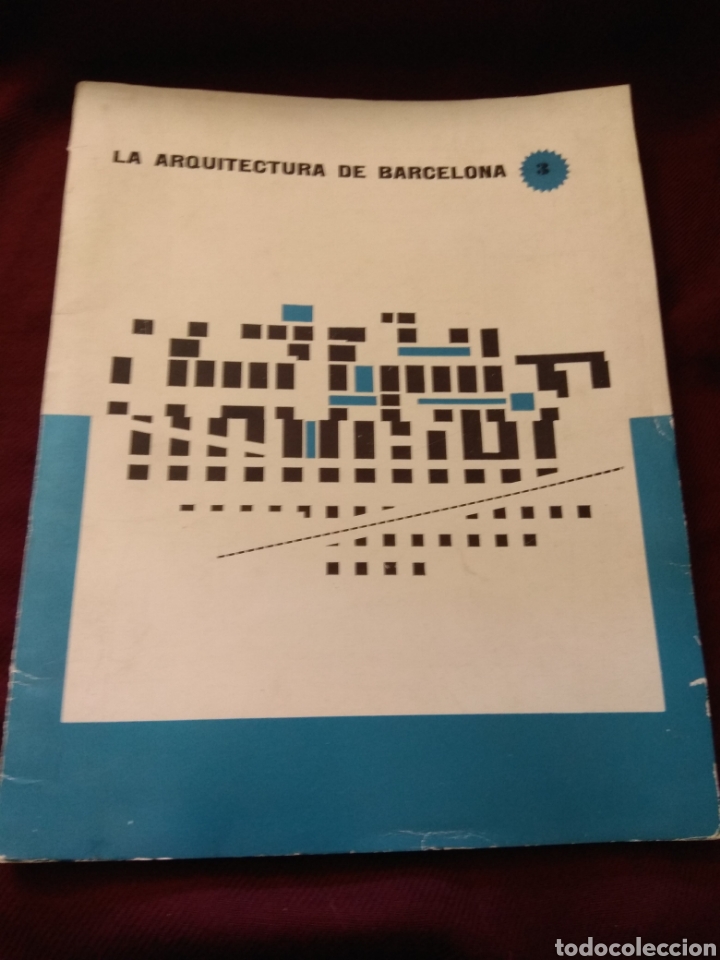 LA ARQUITECTURA DE BARCELONA 3
todocoleccion